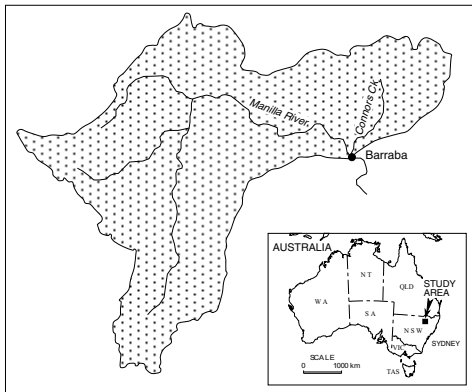 Manilla River
Connors CK.
Barraba
AUSTRALIA
N T
QLD
W A
S A
STUDY
AREA
N S W
SYDNEY
VIC
TAS
SCALE
0 1000 km